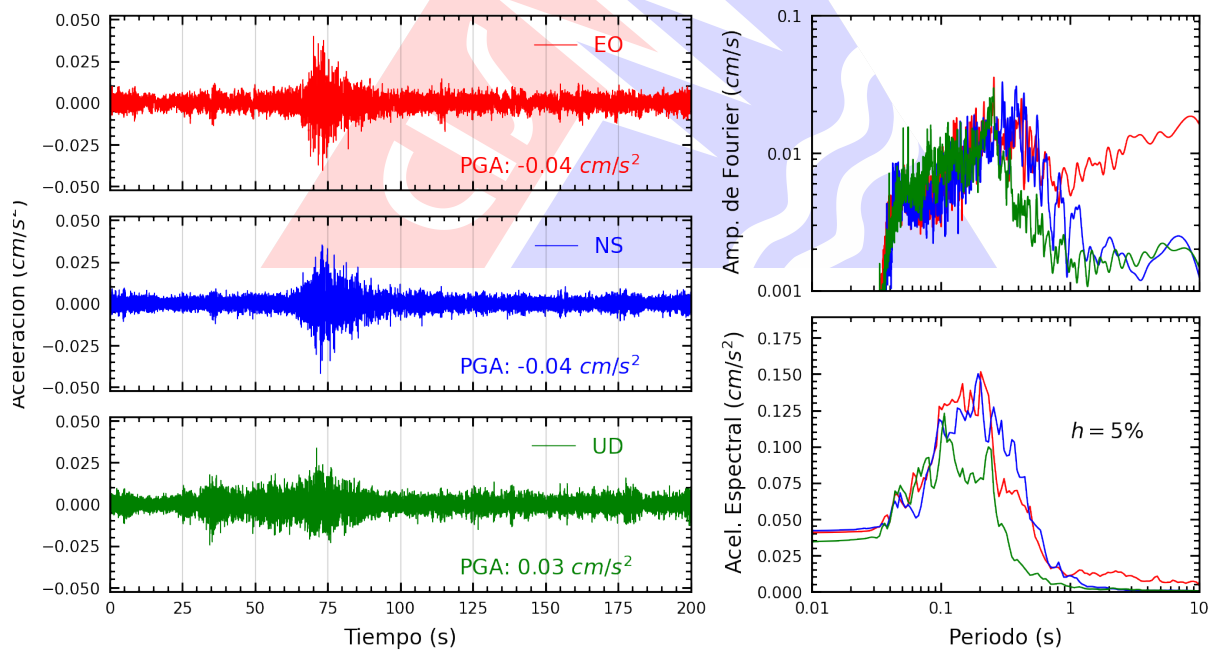 Aceleracion (cm/s²)
0.050
0.025
0.000
−0.025
−0.050
EO
PGA: -0.04 cm/s²
0.050
0.025
0.000
−0.025
−0.050
NS
PGA: -0.04 cm/s²
0.050
0.025
0.000
−0.025
−0.050
UD
PGA: 0.03 cm/s²
0 25 50 75 100 125 150 175 200
Tiempo (s)
Amp. de Fourier (cm/s)
0.1
0.01
0.001
Acel. Espectral (cm/s²)
0.175
0.150
0.125
0.100
0.075
0.050
0.025
0.000
h = 5%
0.01 0.1 1 10
Periodo (s)